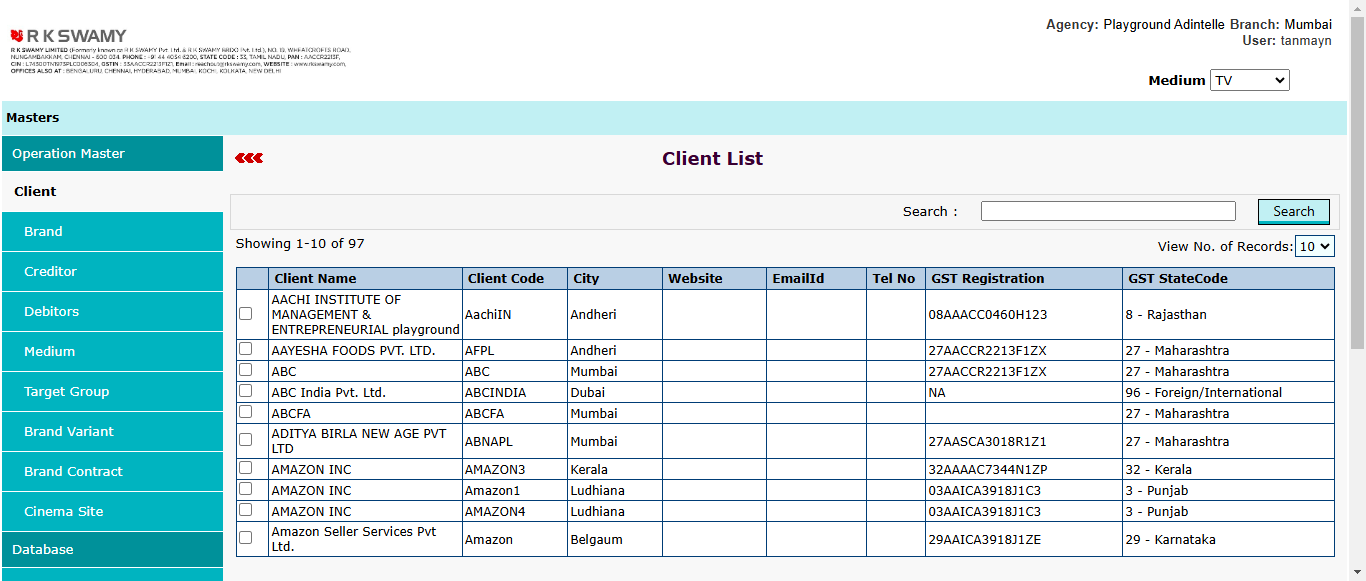 Agency: Playground Adintelle Branch: Mumbai
User: tanmayn
R K SWAMY
R K SWAMY LIMITED (Formerly known as R K SWAMY Pvt. Ltd. & R K SWAMY BBDO Pvt. Ltd.), NO. 19, WHEATCROFTS ROAD,
NUNGAMBAKKAM, CHENNAI - 600 034. PHONE : +91 44 4034 6200, STATE CODE : 33, TAMIL NADU, PAN : AACCR2213F,
CIN : L74300TN1973PLC006304, GSTIN : 33AACCR2213F1Z1, Email : reachout@rkswamy.com, WEBSITE : www.rkswamy.com,
OFFICES ALSO AT : BENGALURU, CHENNAI, HYDERABAD, MUMBAI, KOCHI, KOLKATA, NEW DELHI
Medium TV
Masters
Operation Master
Client
Brand
Creditor
Debitors
Medium
Target Group
Brand Variant
Brand Contract
Cinema Site
Database
Client List
Search : Search
Showing 1-10 of 97
View No. of Records: 10
Client Name Client Code City Website EmailId Tel No GST Registration GST StateCode
AACHI INSTITUTE OF
MANAGEMENT &
ENTREPRENEURIAL playground AachiIN Andheri 08AAACC0460H123 8 - Rajasthan
AAYESHA FOODS PVT. LTD. AFPL Andheri 27AACCR2213F1ZX 27 - Maharashtra
ABC ABC Mumbai 27AACCR2213F1ZX 27 - Maharashtra
ABC India Pvt. Ltd. ABCINDIA Dubai NA 96 - Foreign/International
ABCFA ABCFA Mumbai 27 - Maharashtra
ADITYA BIRLA NEW AGE PVT
LTD ABNAPL Mumbai 27AASCA3018R1Z1 27 - Maharashtra
AMAZON INC AMAZON3 Kerala 32AAAAC7344N1ZP 32 - Kerala
AMAZON INC Amazon1 Ludhiana 03AAICA3918J1C3 3 - Punjab
AMAZON INC AMAZON4 Ludhiana 03AAICA3918J1C3 3 - Punjab
Amazon Seller Services Pvt
Ltd. Amazon Belgaum 29AAICA3918J1ZE 29 - Karnataka